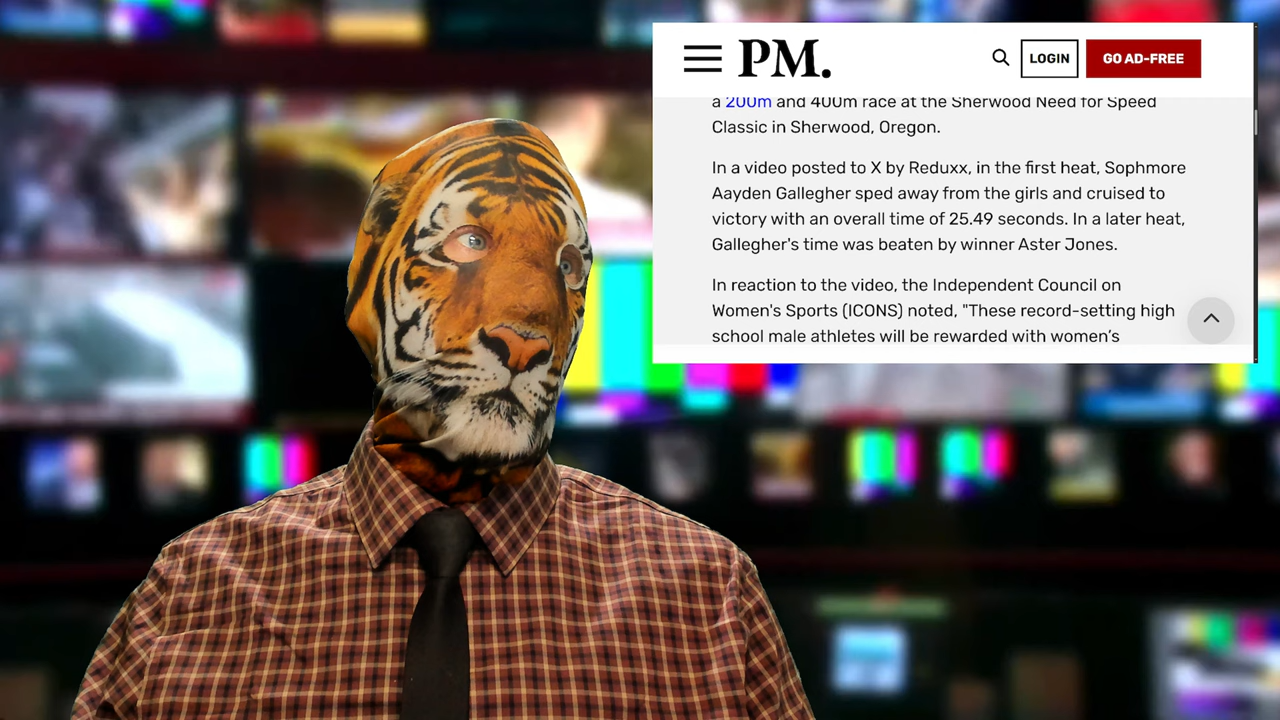 PM.
LOGIN
GO AD-FREE
a 200m and 400m race at the Sherwood Need for Speed
Classic in Sherwood, Oregon.
In a video posted to X by Reduxx, in the first heat, Sophmore
Aayden Gallegher sped away from the girls and cruised to
victory with an overall time of 25.49 seconds. In a later heat,
Gallegher's time was beaten by winner Aster Jones.
In reaction to the video, the Independent Council on
Women's Sports (ICONS) noted, "These record-setting high
school male athletes will be rewarded with women’s